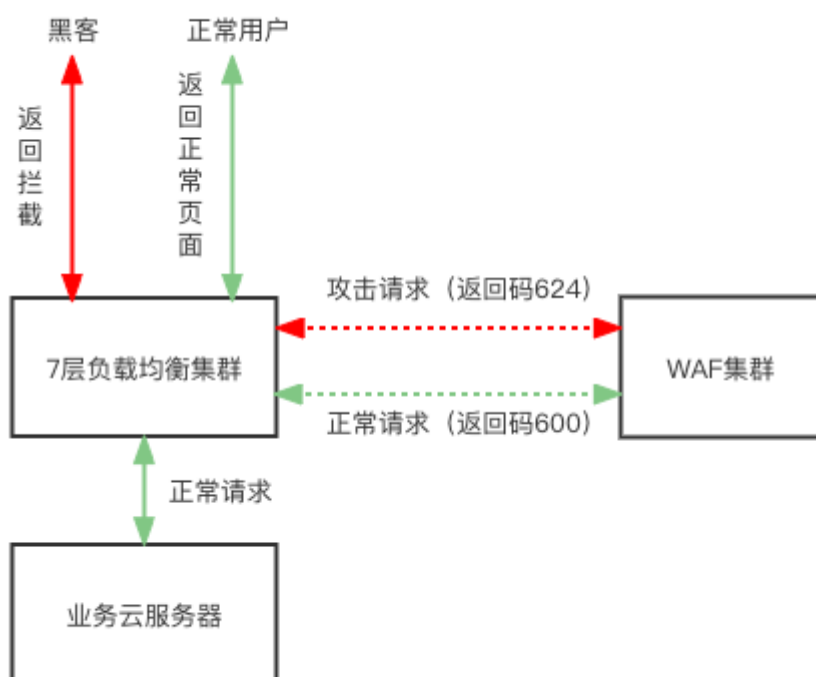 黑客
正常用户
返回拦截
返回正常页面
攻击请求（返回码624）
7层负载均衡集群
WAF集群
正常请求（返回码600）
正常请求
业务云服务器